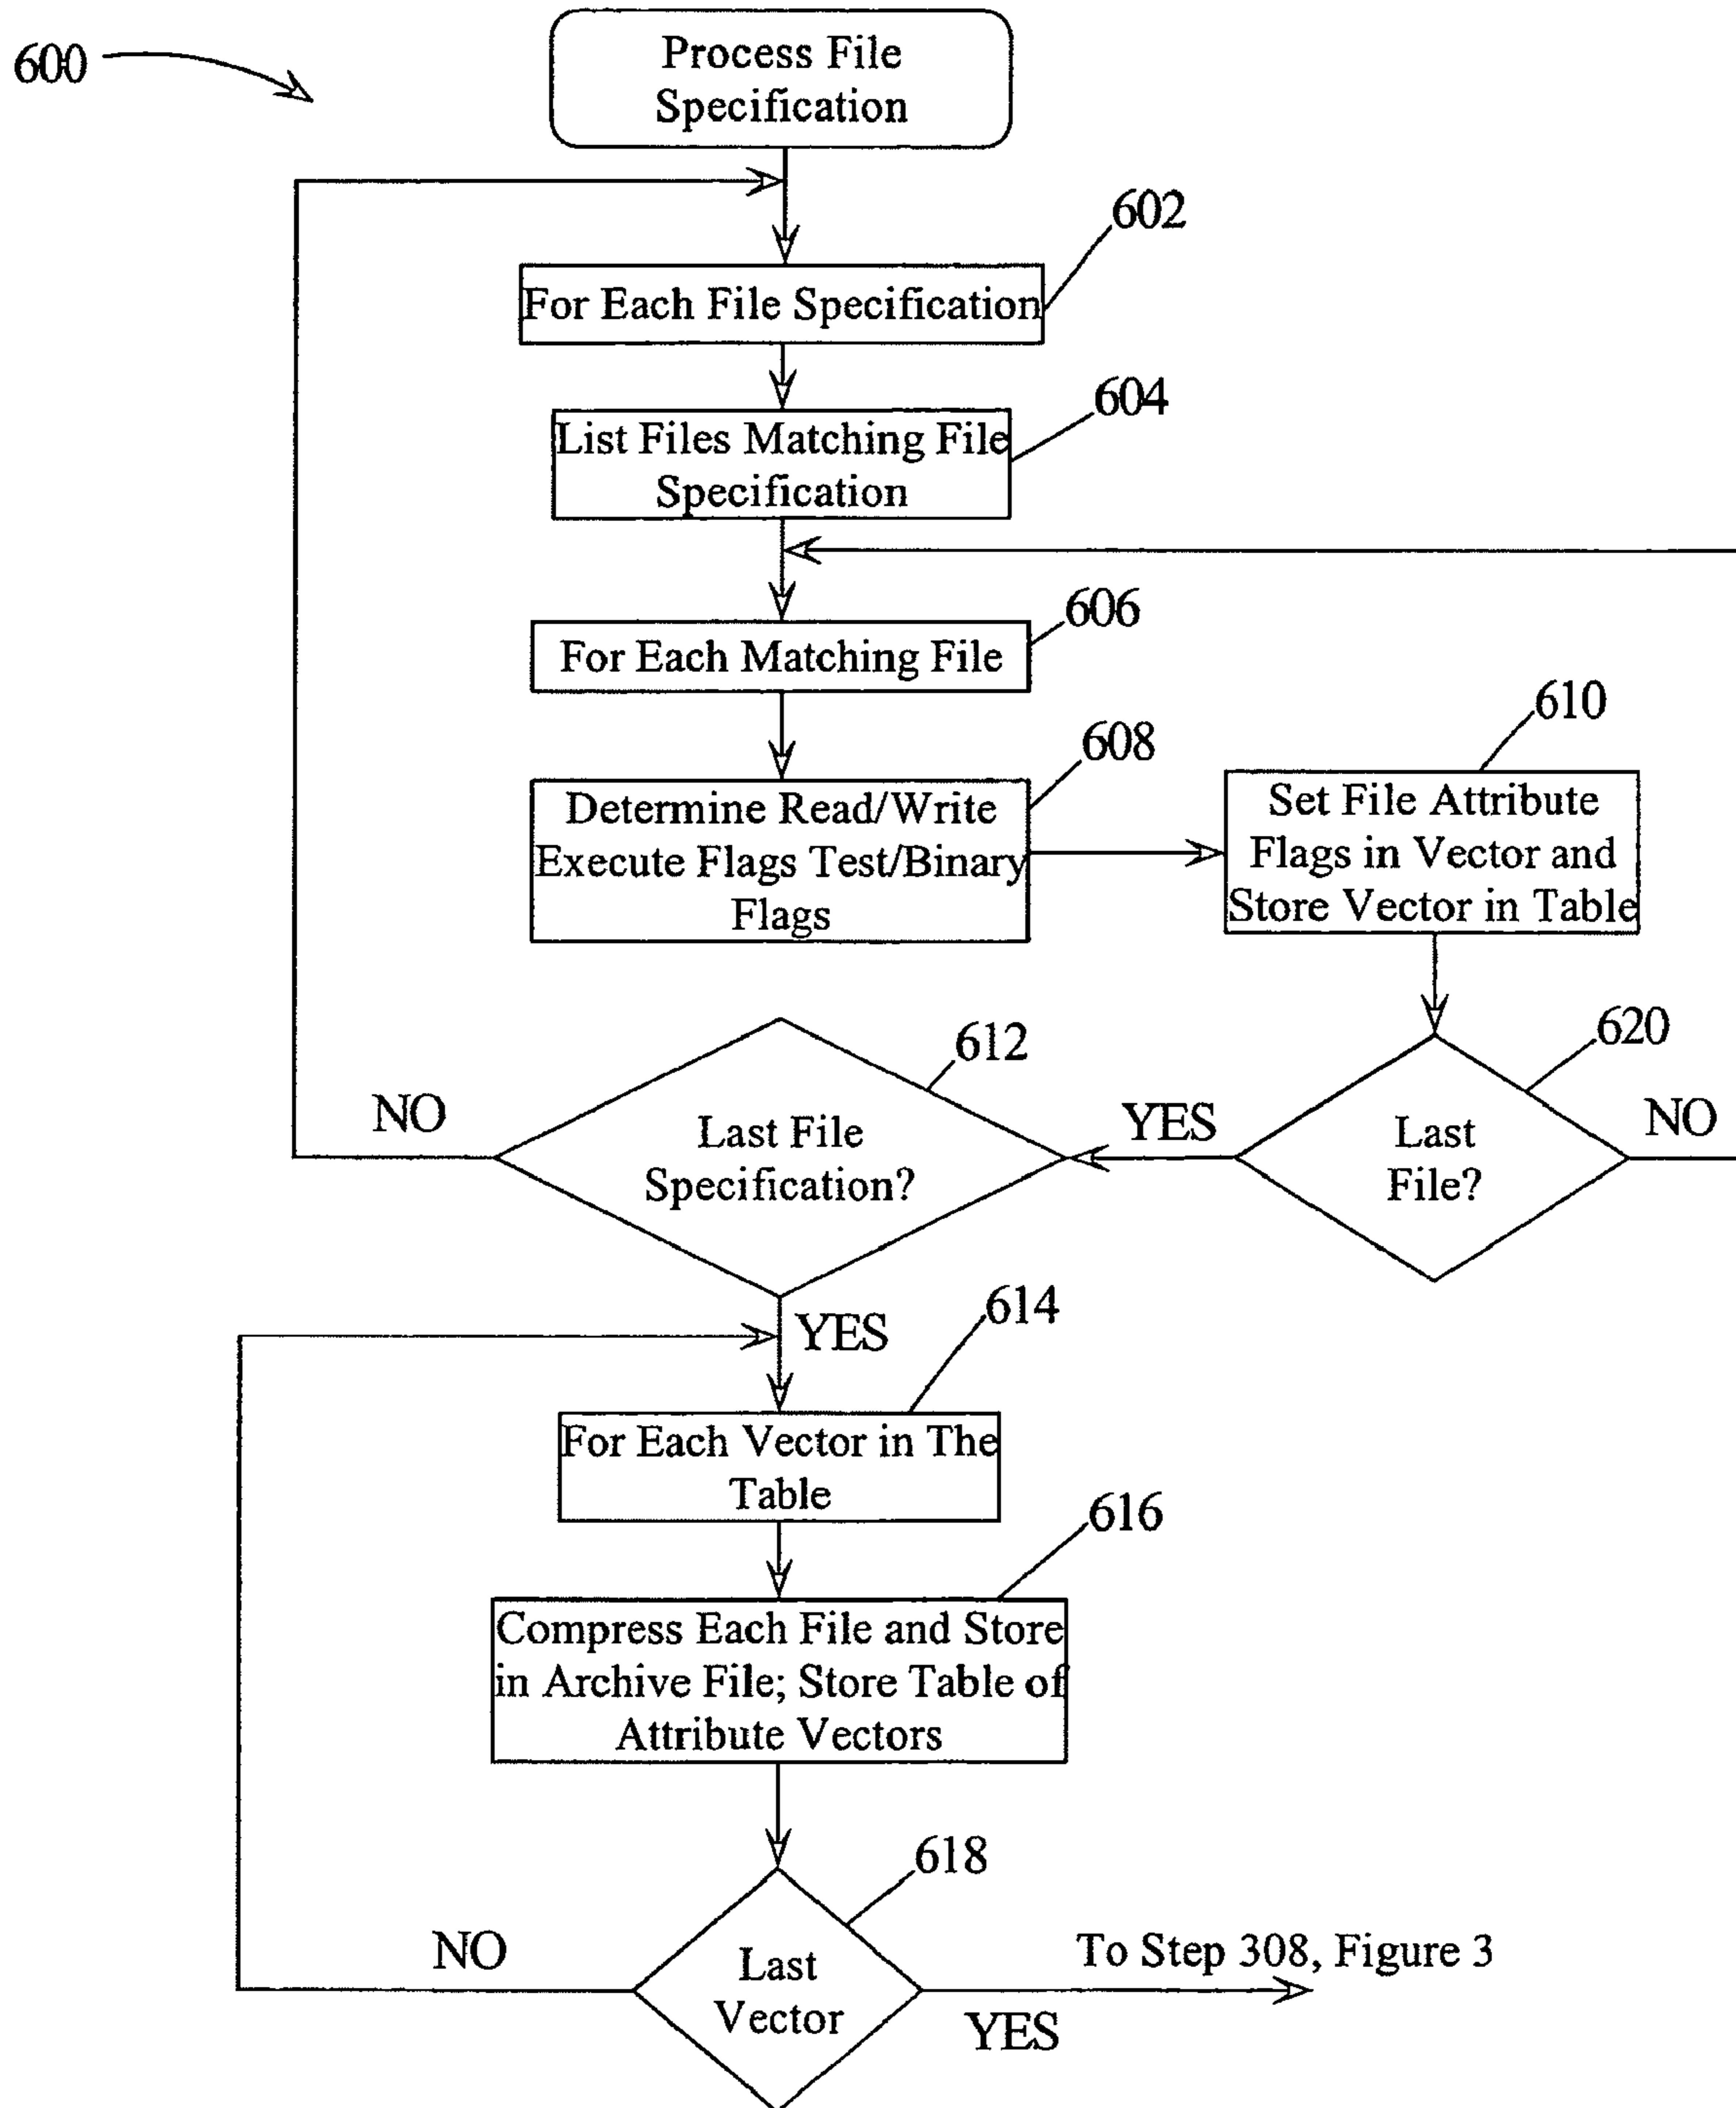 600
Process File
Specification
602
For Each File Specification
604
List Files Matching File
Specification
606
For Each Matching File
608
Determine Read/Write
Execute Flags Test/Binary
Flags
610
Set File Attribute
Flags in Vector and
Store Vector in Table
620
Last
File?
NO
YES
612
Last File
Specification?
NO
YES
614
For Each Vector in The
Table
616
Compress Each File and Store
in Archive File; Store Table of
Attribute Vectors
618
Last
Vector
NO
To Step 308, Figure 3
YES